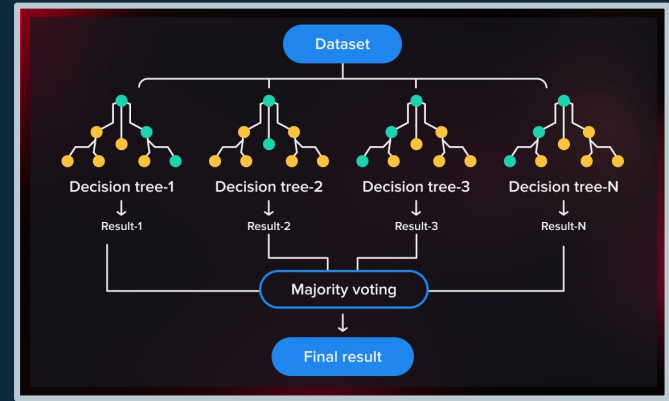 Dataset
Decision tree-1
Decision tree-2
Decision tree-3
Decision tree-N
Result-1
Result-2
Result-3
Result-N
Majority voting
Final result